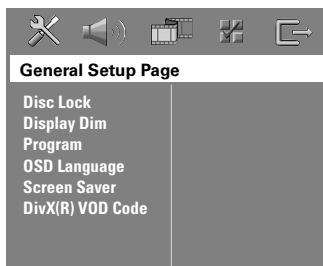 General Setup Page
Disc Lock
Display Dim
Program
OSD Language
Screen Saver
DivX(R) VOD Code